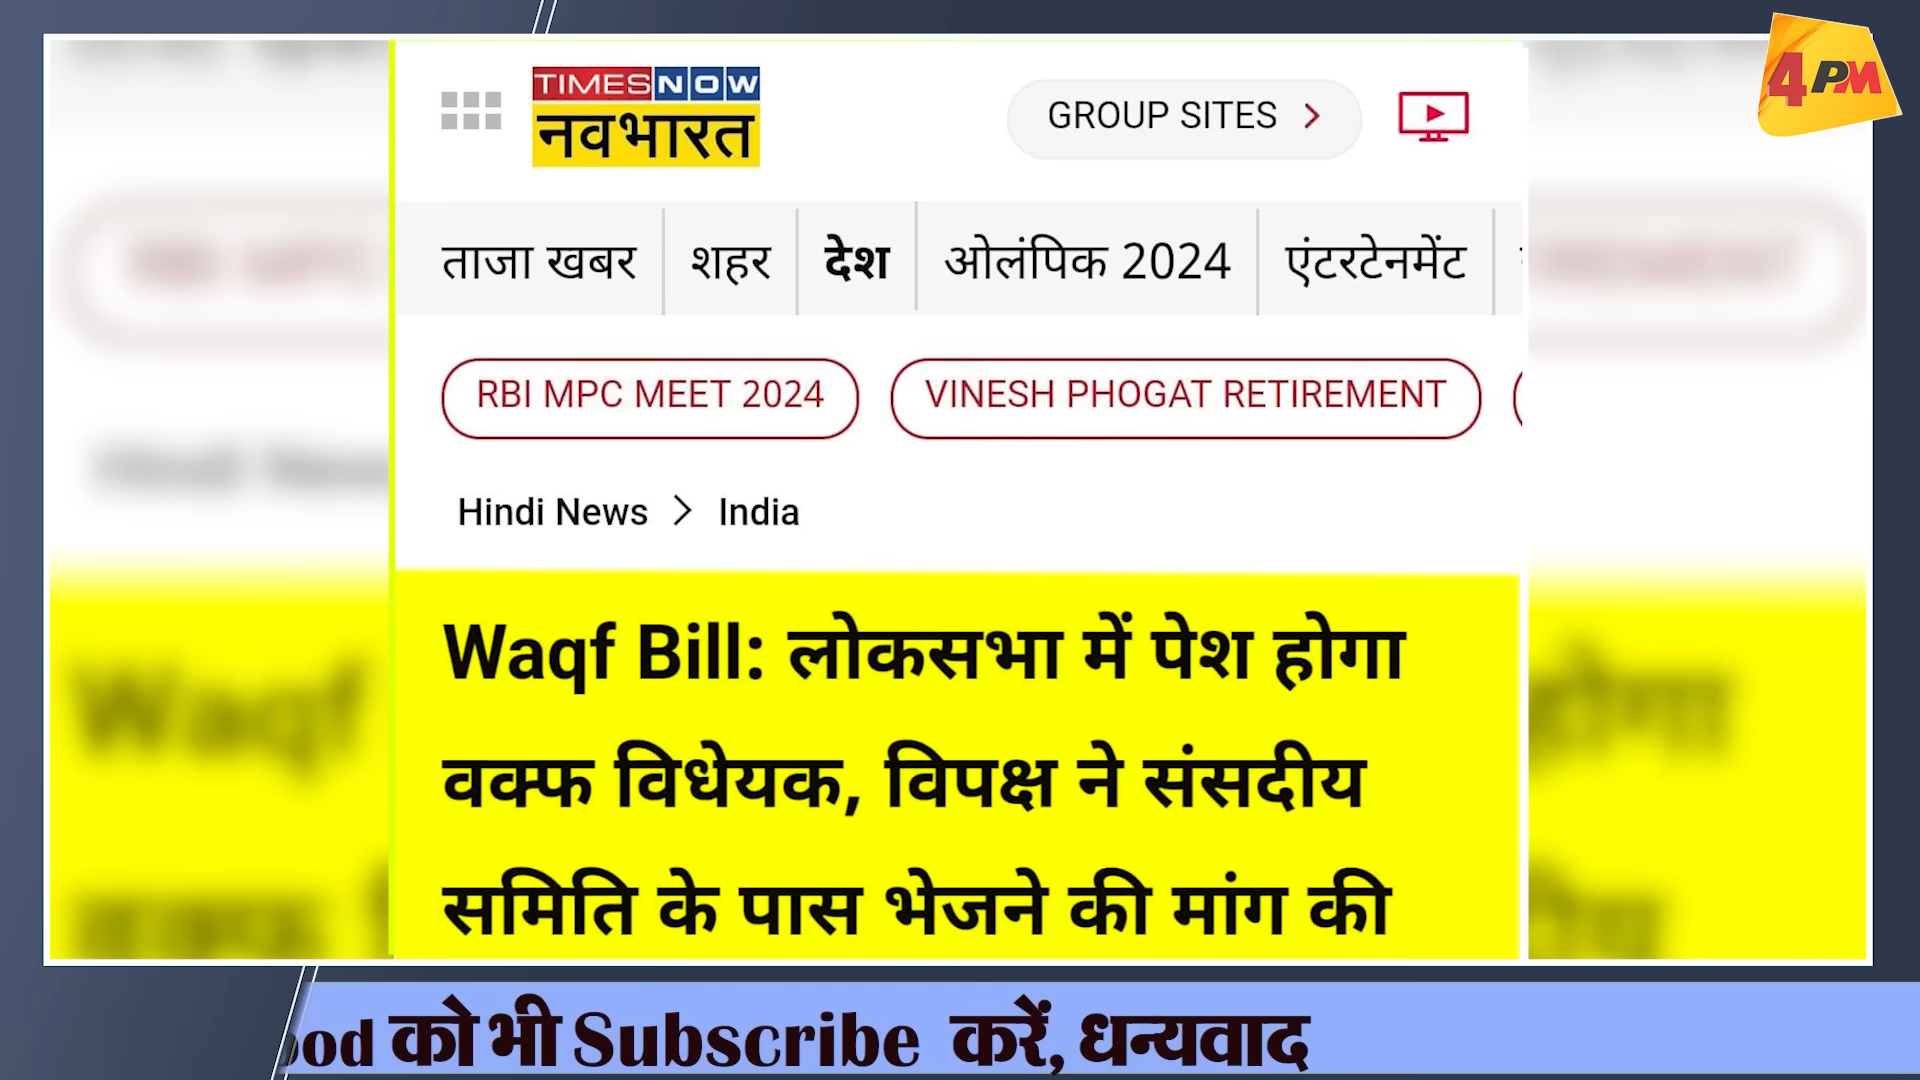 4PM
TIMES NOW
नवभारत
GROUP SITES
ताजा खबर शहर देश ओलंपिक 2024 एंटरटेनमेंट
RBI MPC MEET 2024 VINESH PHOGAT RETIREMENT
Hindi News > India
Waqf Bill: लोकसभा में पेश होगा
वक्फ विधेयक, विपक्ष ने संसदीय
समिति के पास भेजने की मांग की
को भी Subscribe करें, धन्यवाद